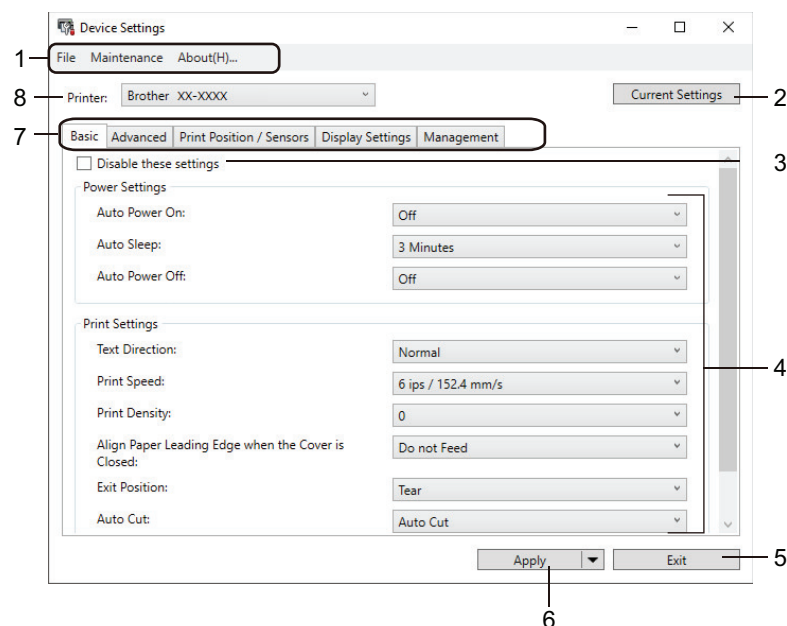 Device Settings
1
File Maintenance About(H)...
8
Printer: Brother XX-XXXX
Current Settings
2
7
Basic Advanced Print Position / Sensors Display Settings Management
Disable these settings
3
Power Settings
Auto Power On: Off
Auto Sleep: 3 Minutes
Auto Power Off: Off
Print Settings
Text Direction: Normal
Print Speed: 6 ips / 152.4 mm/s
4
Print Density: 0
Align Paper Leading Edge when the Cover is
Closed:
Do not Feed
Exit Position: Tear
Auto Cut: Auto Cut
Apply Exit
5
6